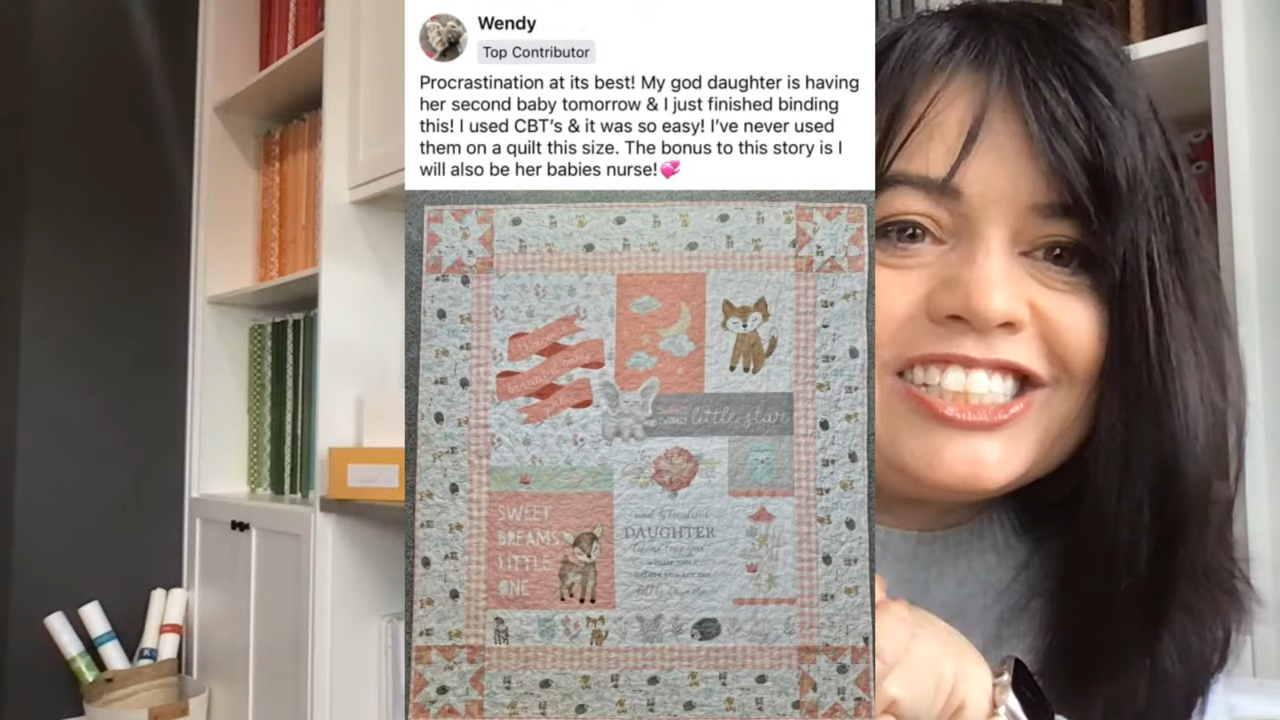 Wendy
Top Contributor
Procrastination at its best! My god daughter is having
her second baby tomorrow & I just finished binding
this! I used CBT's & it was so easy! I've never used
them on a quilt this size. The bonus to this story is I
will also be her babies nurse!💞
little star
SWEET
DREAMS
LITTLE
ONE
DAUGHTER